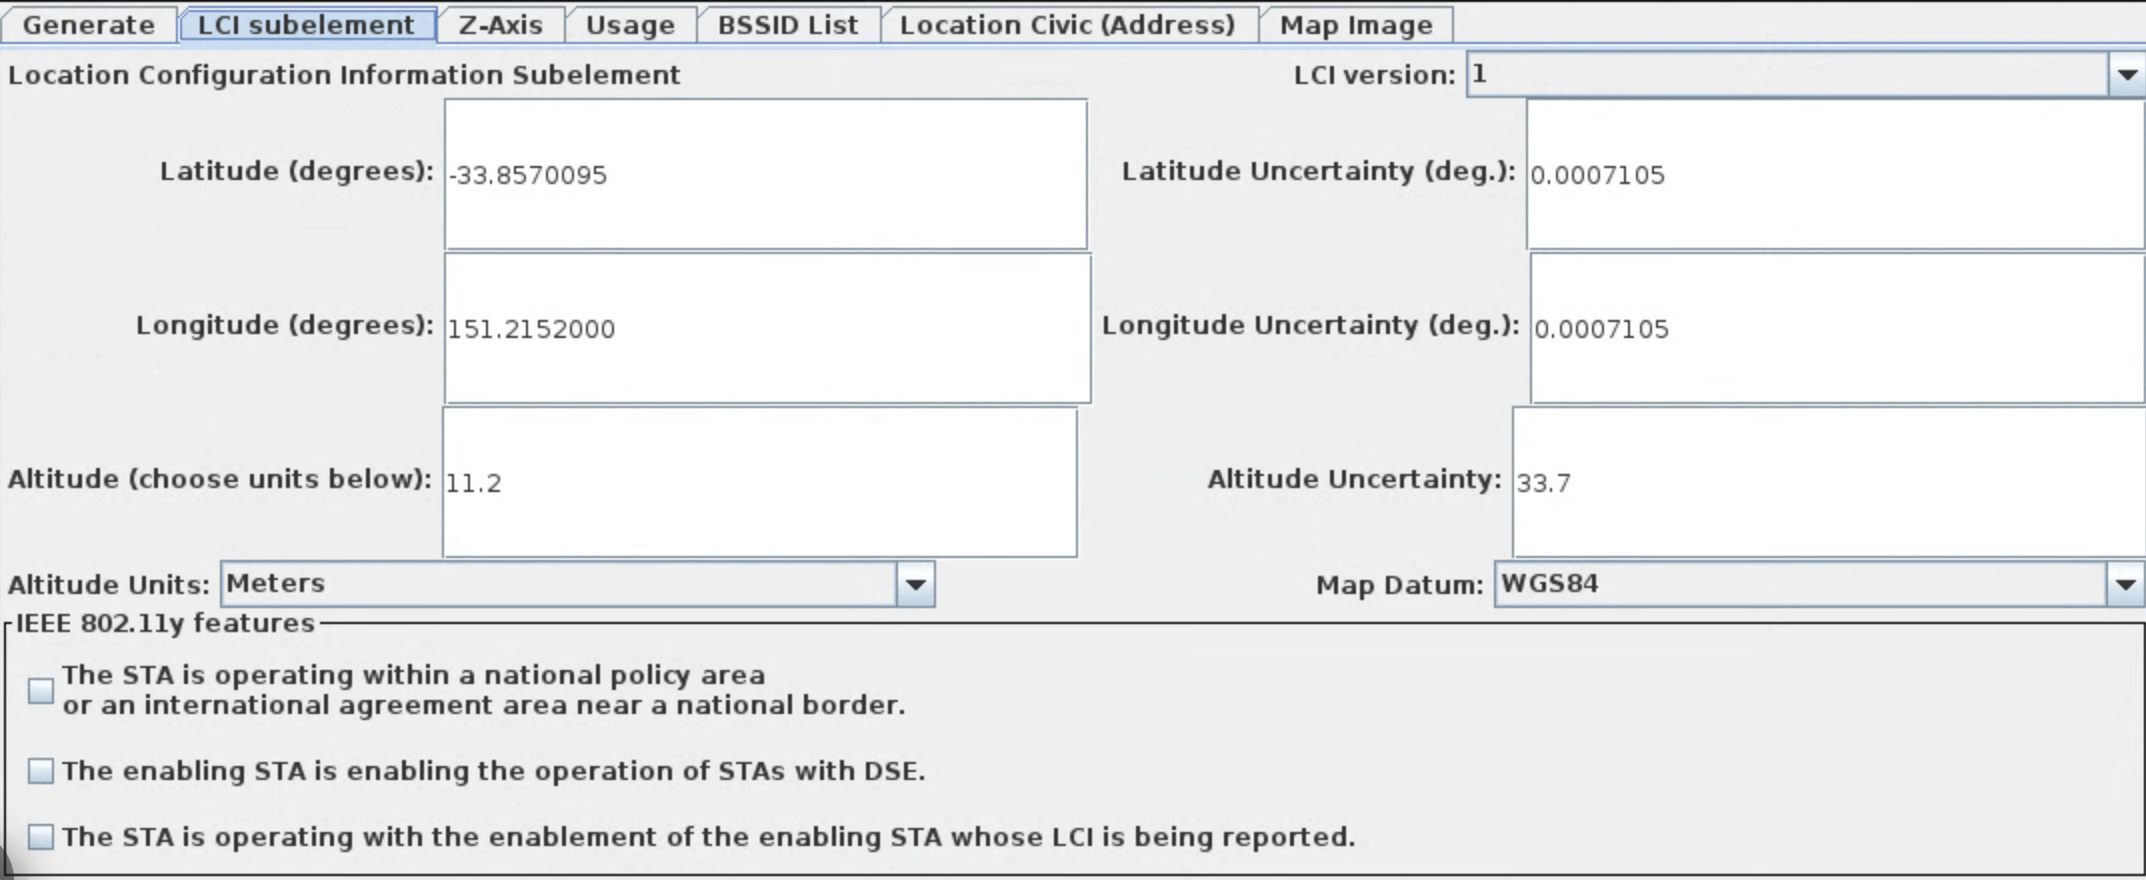 Generate LCI subelement Z-Axis Usage BSSID List Location Civic (Address) Map Image
Location Configuration Information Subelement LCI version: 1
Latitude (degrees): -33.8570095 Latitude Uncertainty (deg.): 0.0007105
Longitude (degrees): 151.2152000 Longitude Uncertainty (deg.): 0.0007105
Altitude (choose units below): 11.2 Altitude Uncertainty: 33.7
Altitude Units: Meters Map Datum: WGS84
IEEE 802.11y features
The STA is operating within a national policy area
or an international agreement area near a national border.
The enabling STA is enabling the operation of STAs with DSE.
The STA is operating with the enablement of the enabling STA whose LCI is being reported.